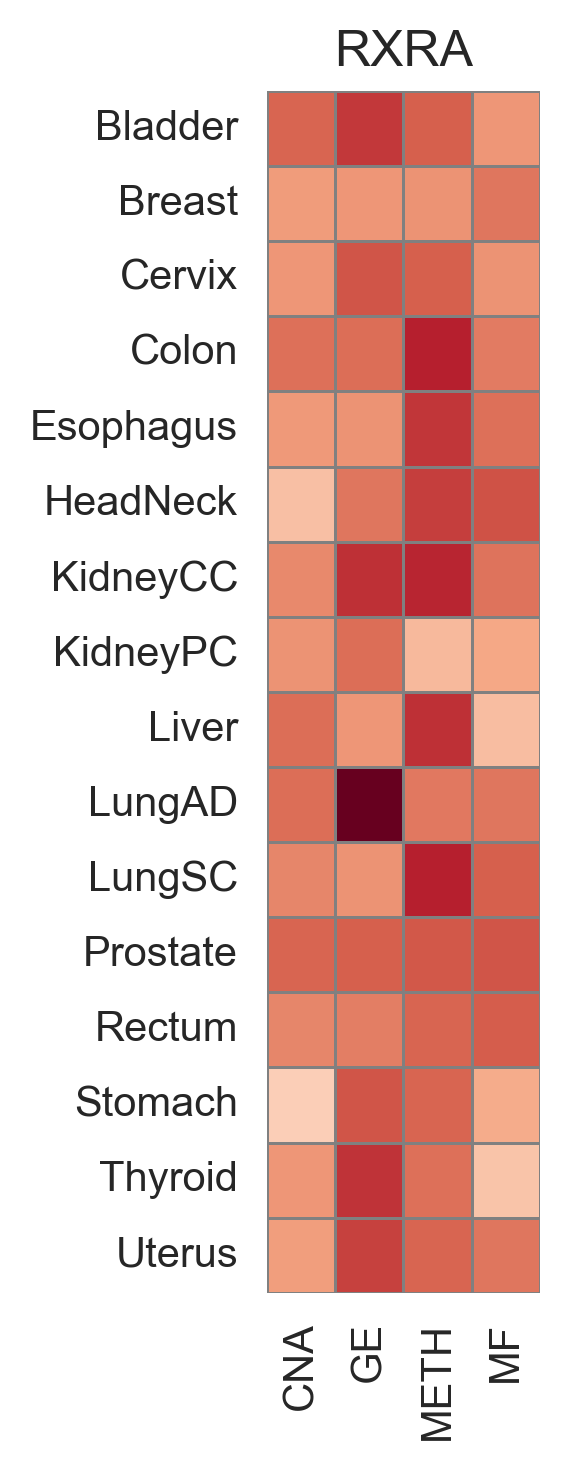 RXRA
Bladder
Breast
Cervix
Colon
Esophagus
HeadNeck
KidneyCC
KidneyPC
Liver
LungAD
LungSC
Prostate
Rectum
Stomach
Thyroid
Uterus
CNA
GE
METH
MF